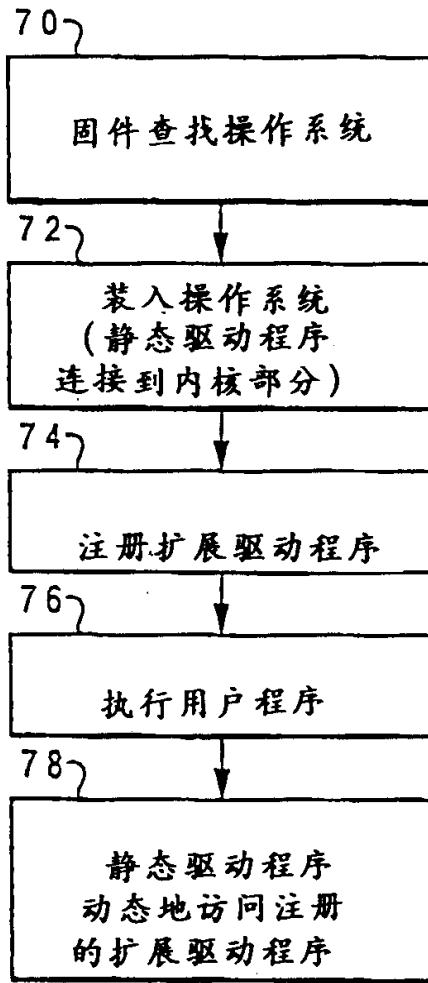 70
固件查找操作系统
72
装入操作系统
(静态驱动程序
连接到内核部分)
74
注册扩展驱动程序
76
执行用户程序
78
静态驱动程序
动态地访问注册
的扩展驱动程序